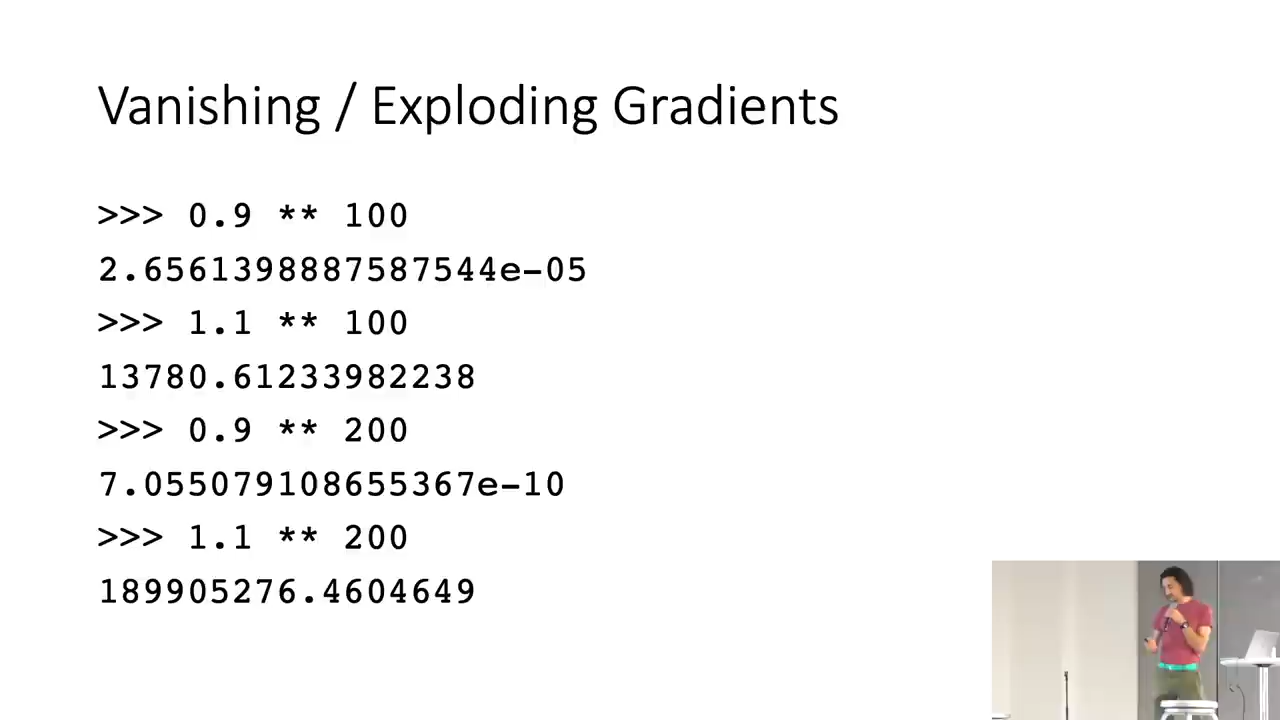 Vanishing / Exploding Gradients
>>> 0.9 ** 100
2.6561398887587544e-05
>>> 1.1 ** 100
13780.61233982238
>>> 0.9 ** 200
7.055079108655367e-10
>>> 1.1 ** 200
189905276.4604649